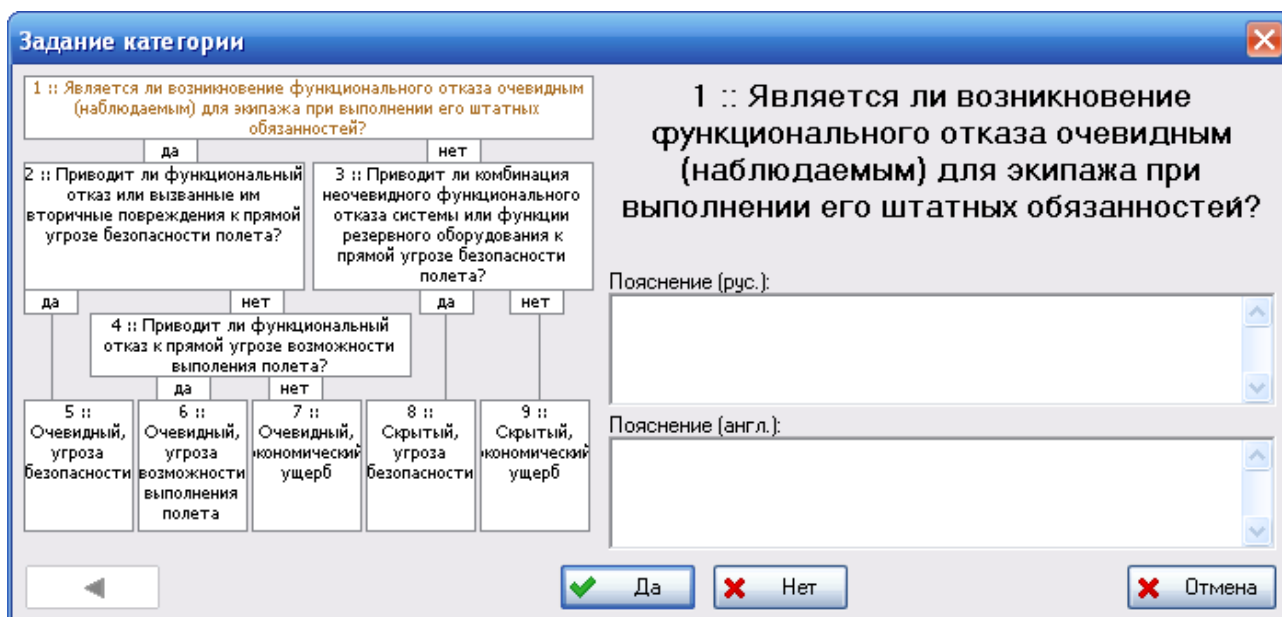 Задание категории
1 :: Является ли возникновение функционального отказа очевидным
(наблюдаемым) для экипажа при выполнении его штатных
обязанностей?
да
нет
2 :: Приводит ли функциональный
отказ или вызванные им
вторичные повреждения к прямой
угрозе безопасности полета?
3 :: Приводит ли комбинация
неочевидного функционального
отказа системы или функции
резервного оборудования к
прямой угрозе безопасности
полета?
да
нет
да
нет
4 :: Приводит ли функциональный
отказ к прямой угрозе возможности
выполения полета?
да
нет
5 ::
Очевидный,
угроза
безопасности
6 ::
Очевидный,
угроза
возможности
выполнения
полета
7 ::
Очевидный,
кономический
ущерб
8 ::
Скрытый,
угроза
безопасности
9 ::
Скрытый,
кономический
ущерб
1 :: Является ли возникновение
функционального отказа очевидным
(наблюдаемым) для экипажа при
выполнении его штатных обязанностей?
Пояснение (рус.):
Пояснение (англ.):
Да
Нет
Отмена